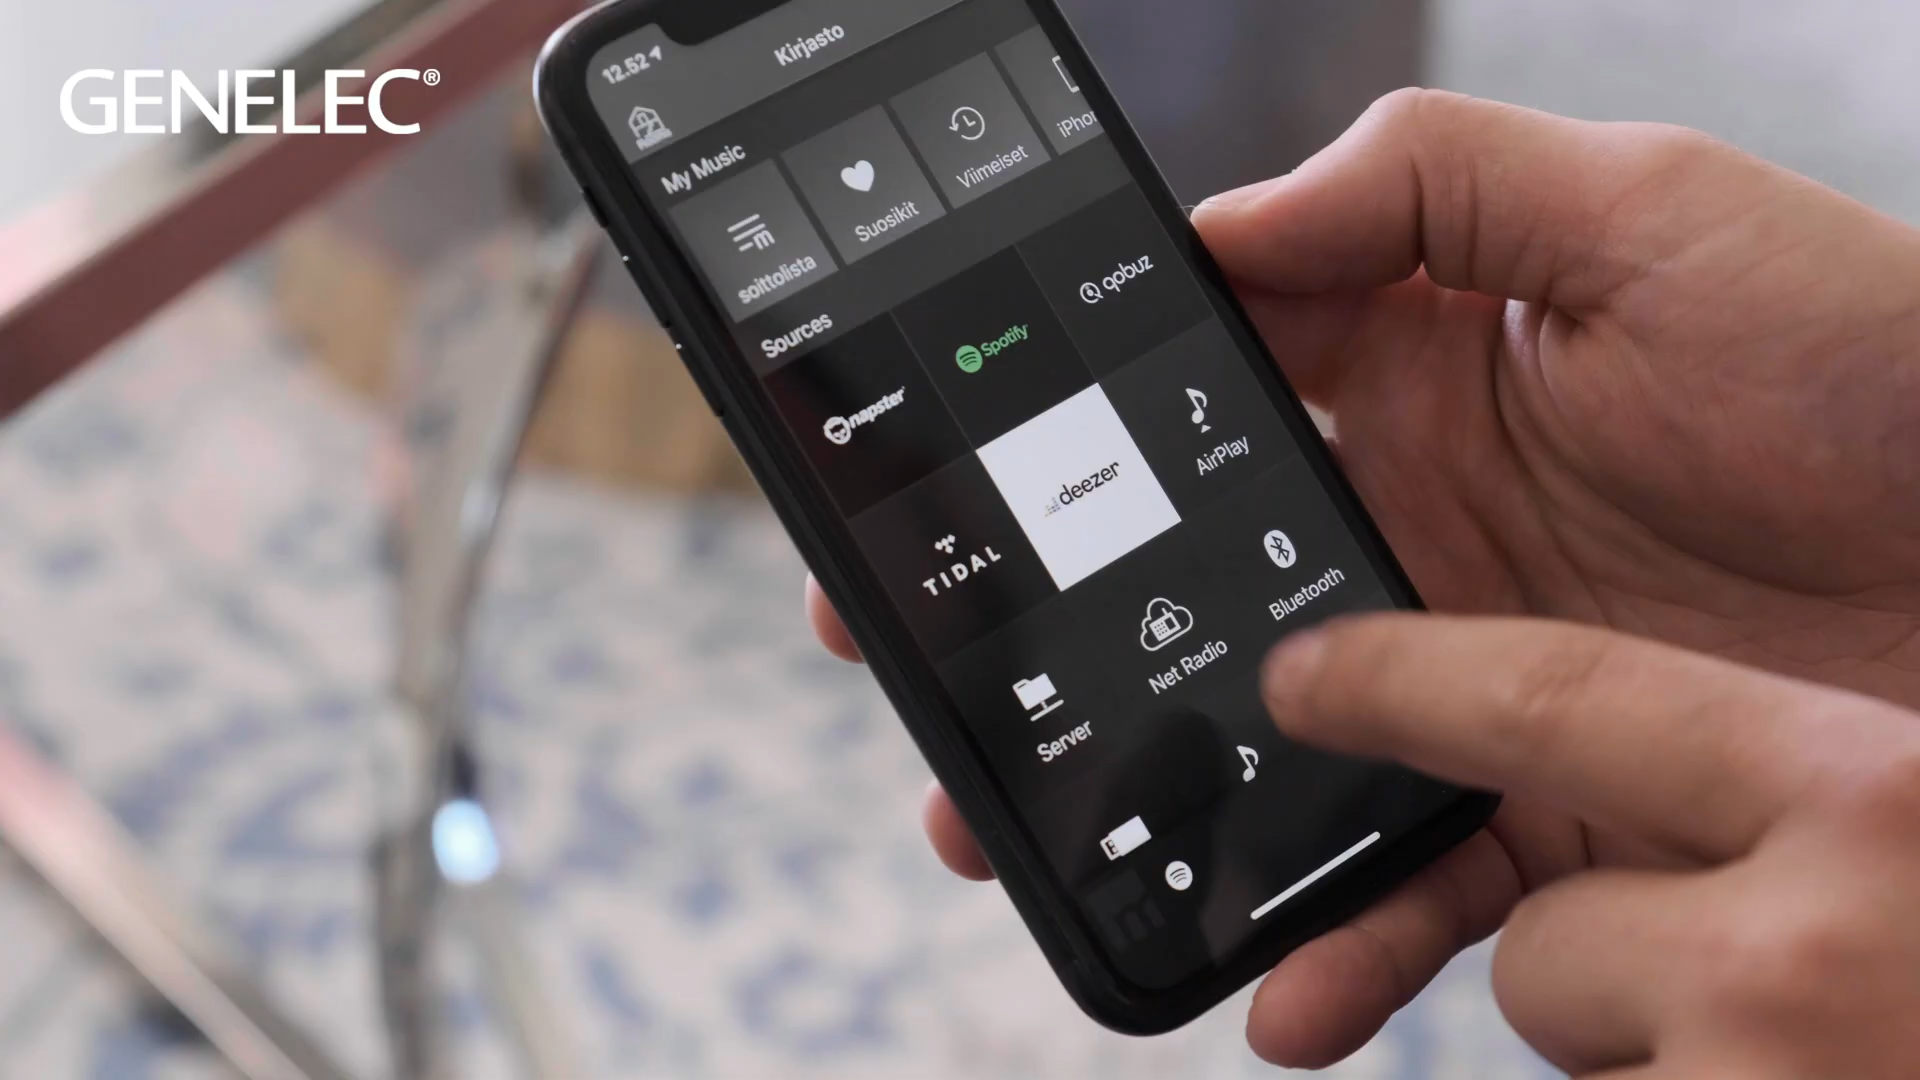 GENELEC®
12.52
Kirjasto
My Music
soittolista
Suosikit
Viimeiset
iPho
Sources
napster
Spotify
qobuz
TIDAL
deezer
AirPlay
Server
Net Radio
Bluetooth